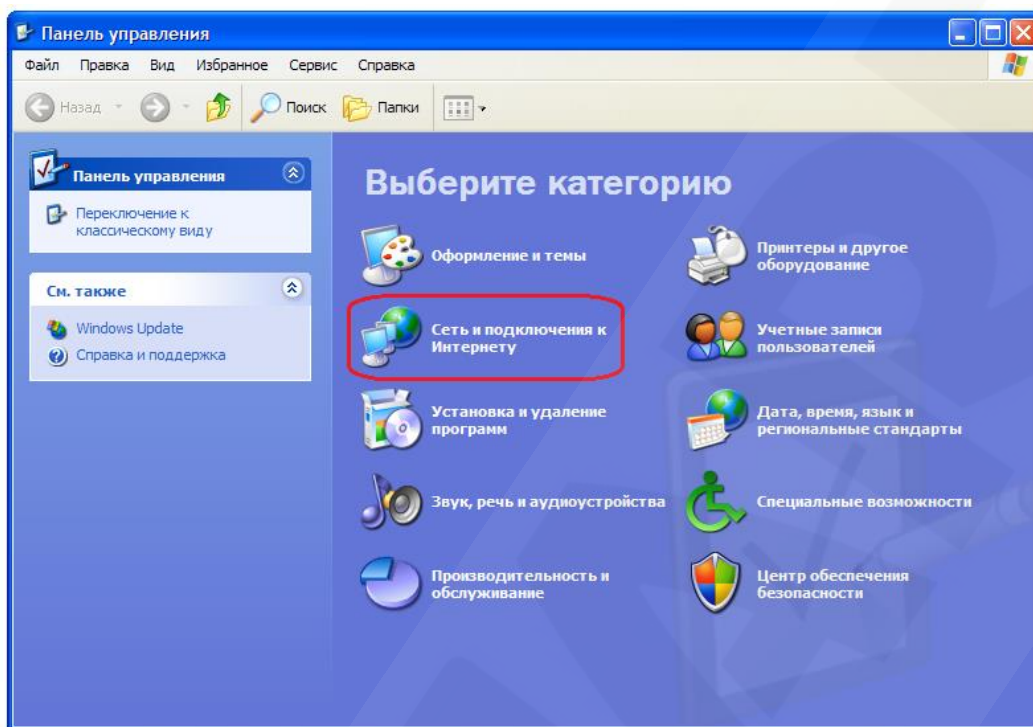 Панель управления
Файл Правка Вид Избранное Сервис Справка
Назад Поиск Папки
Панель управления
Переключение к
классическому виду
См. также
Windows Update
Справка и поддержка
Выберите категорию
Оформление и темы
Принтеры и другое
оборудование
Сеть и подключения к
Интернету
Учетные записи
пользователей
Установка и удаление
программ
Дата, время, язык и
региональные стандарты
Звук, речь и аудиоустройства
Специальные возможности
Производительность и
обслуживание
Центр обеспечения
безопасности